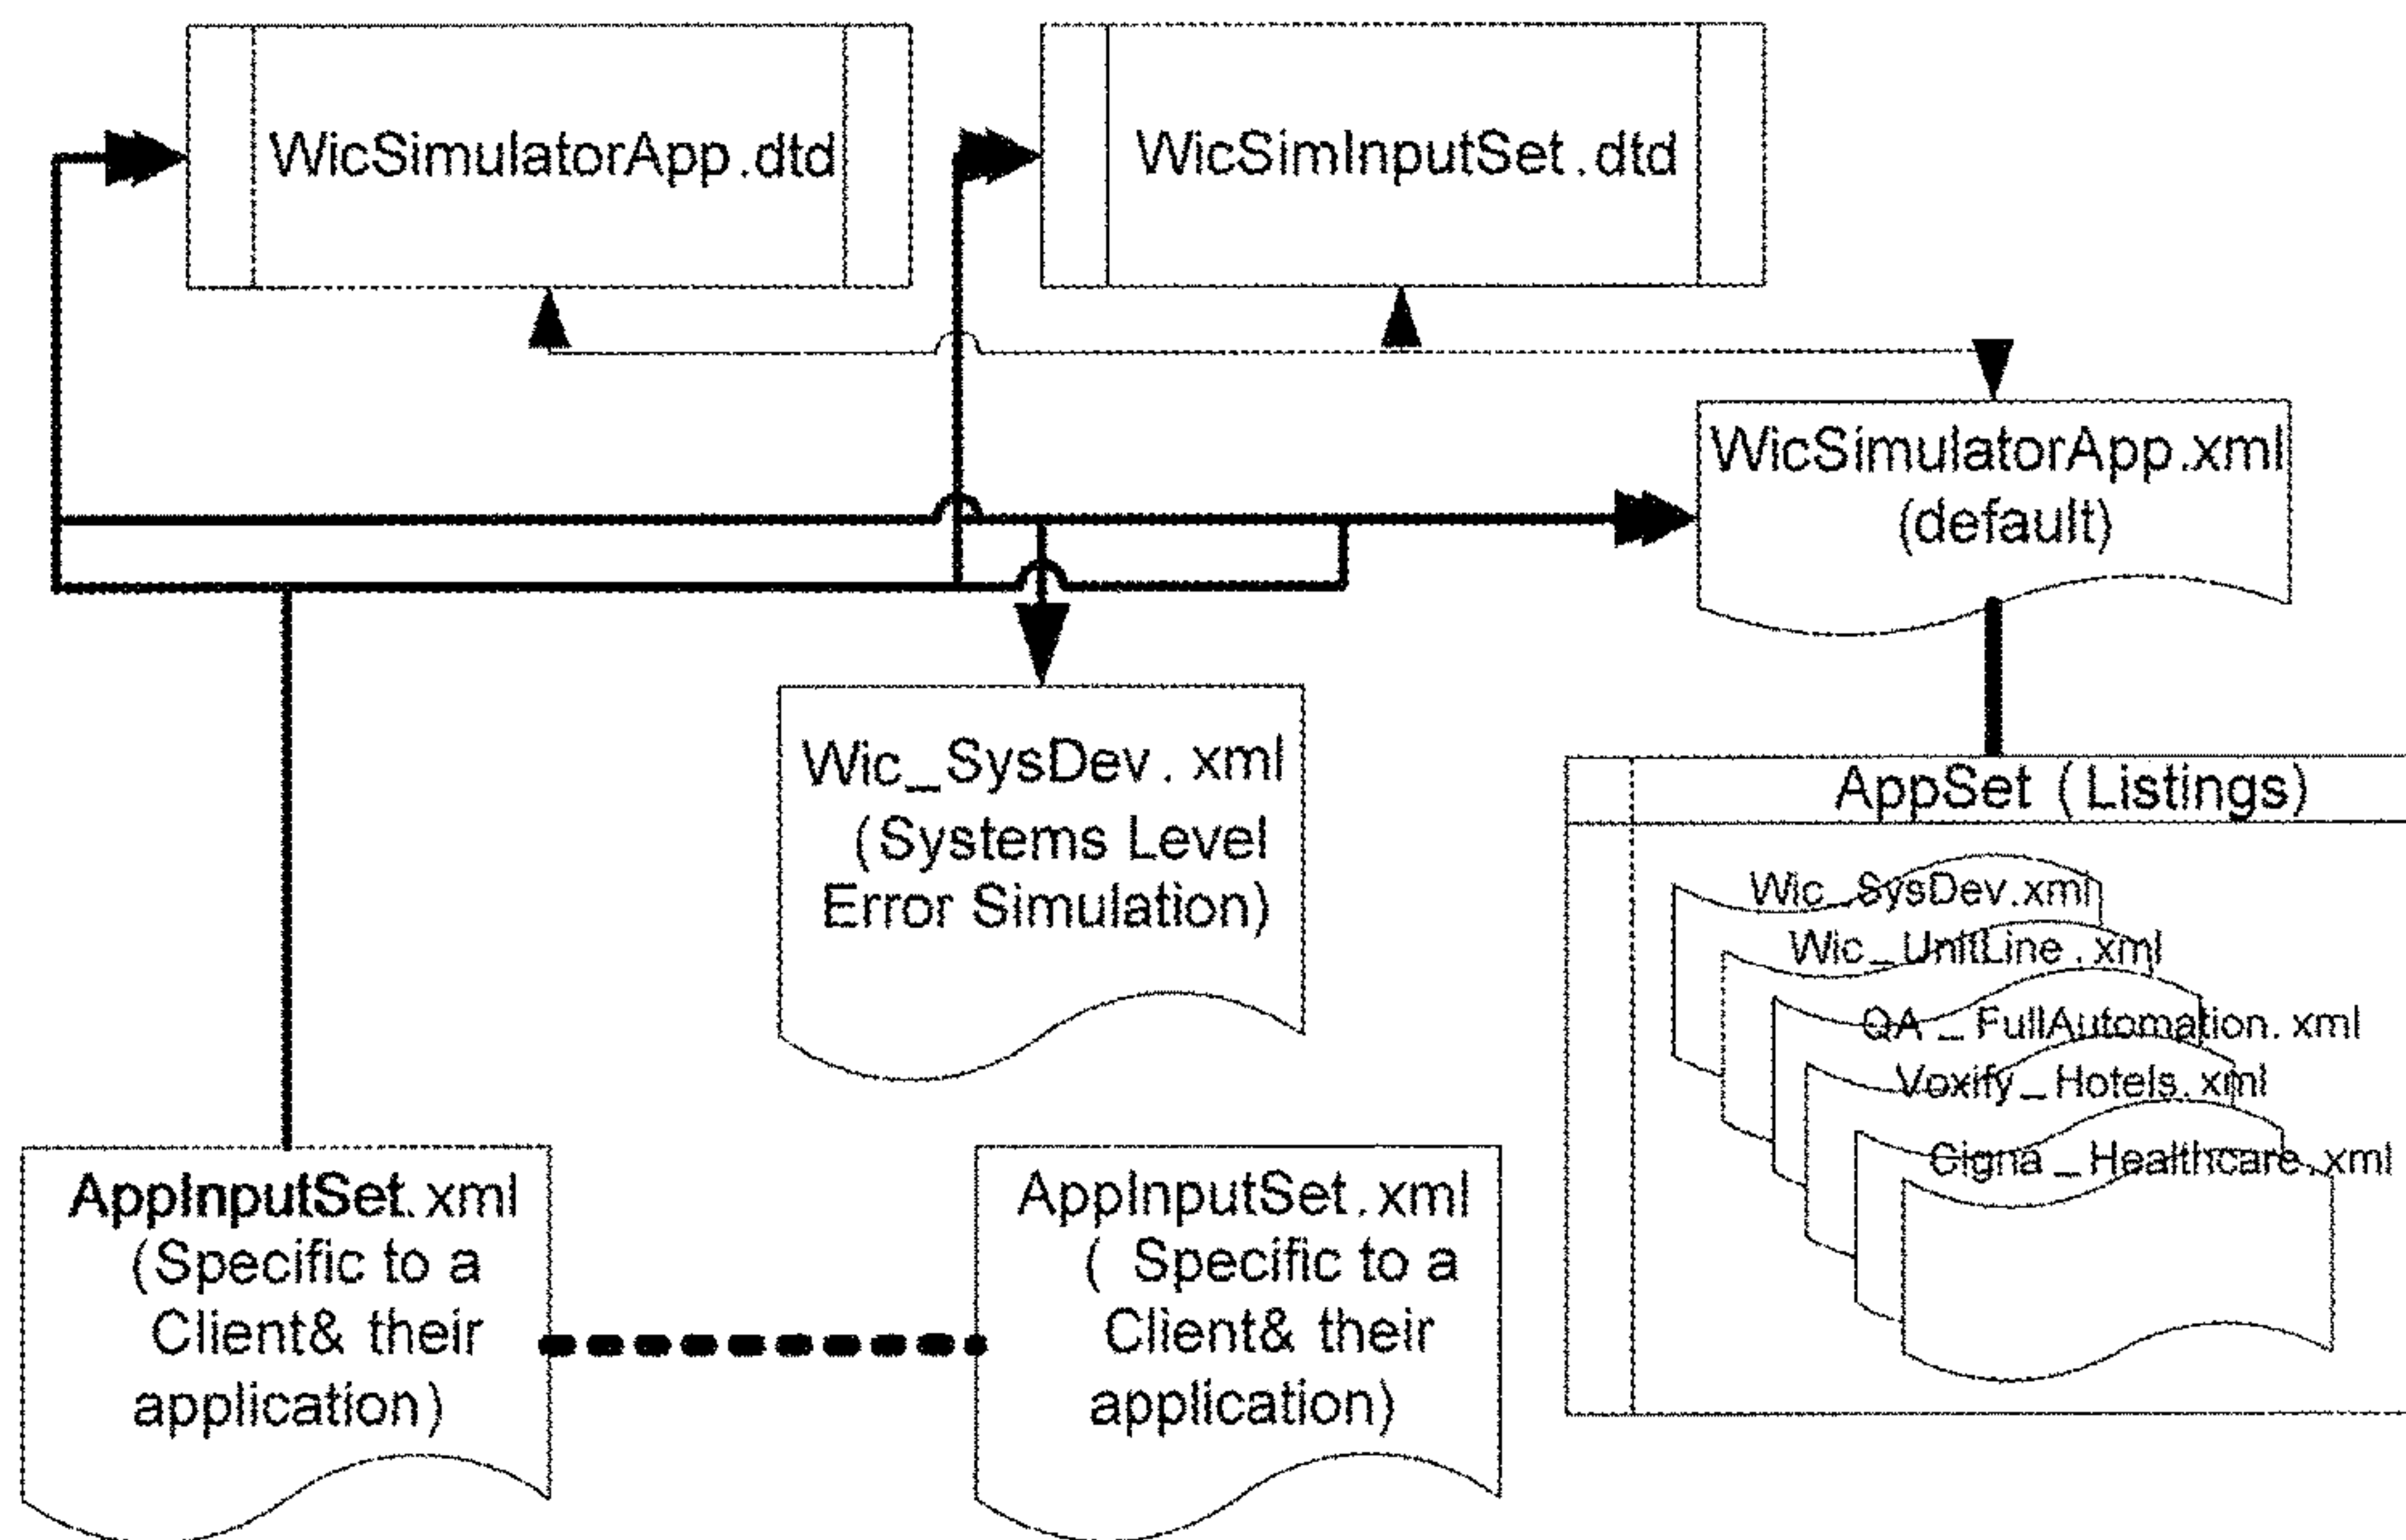 WicSimulatorApp.dtd
WicSimInputSet.dtd
WicSimulatorApp.xml
(default)
Wic_SysDev. xml
(Systems Level
Error Simulation)
AppSet (Listings)
Wic_SysDev.xml
Wic_UnitLine.xml
QA_FullAutomation.xml
Voxify_Hotels.xml
Cigna_Healthcare.xml
AppInputSet.xml
(Specific to a
Client& their
application)
AppInputSet.xml
( Specific to a
Client& their
application)